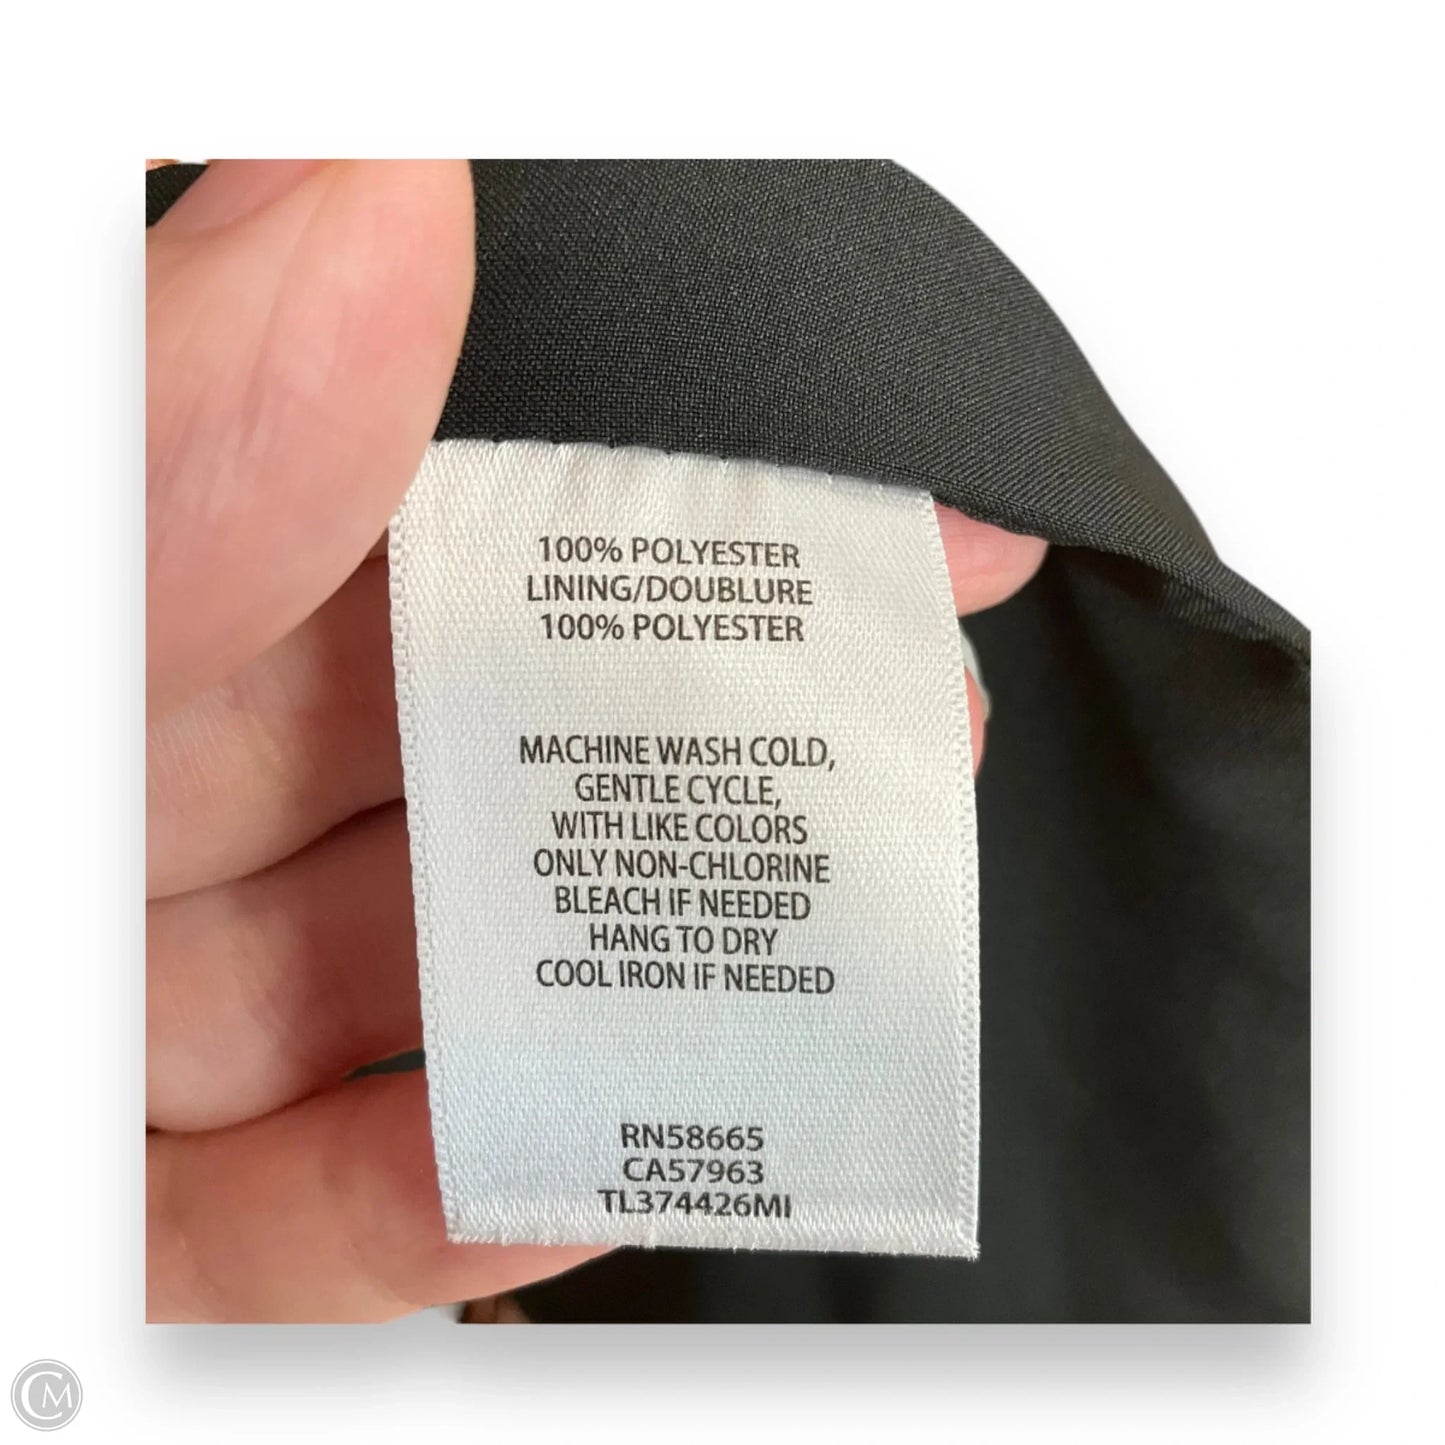 100% POLYESTER
LINING/DOUBLURE
100% POLYESTER
MACHINE WASH COLD,
GENTLE CYCLE,
WITH LIKE COLORS
ONLY NON-CHLORINE
BLEACH IF NEEDED
HANG TO DRY
COOL IRON IF NEEDED
RN58665
CA57963
TL374426MI
CM